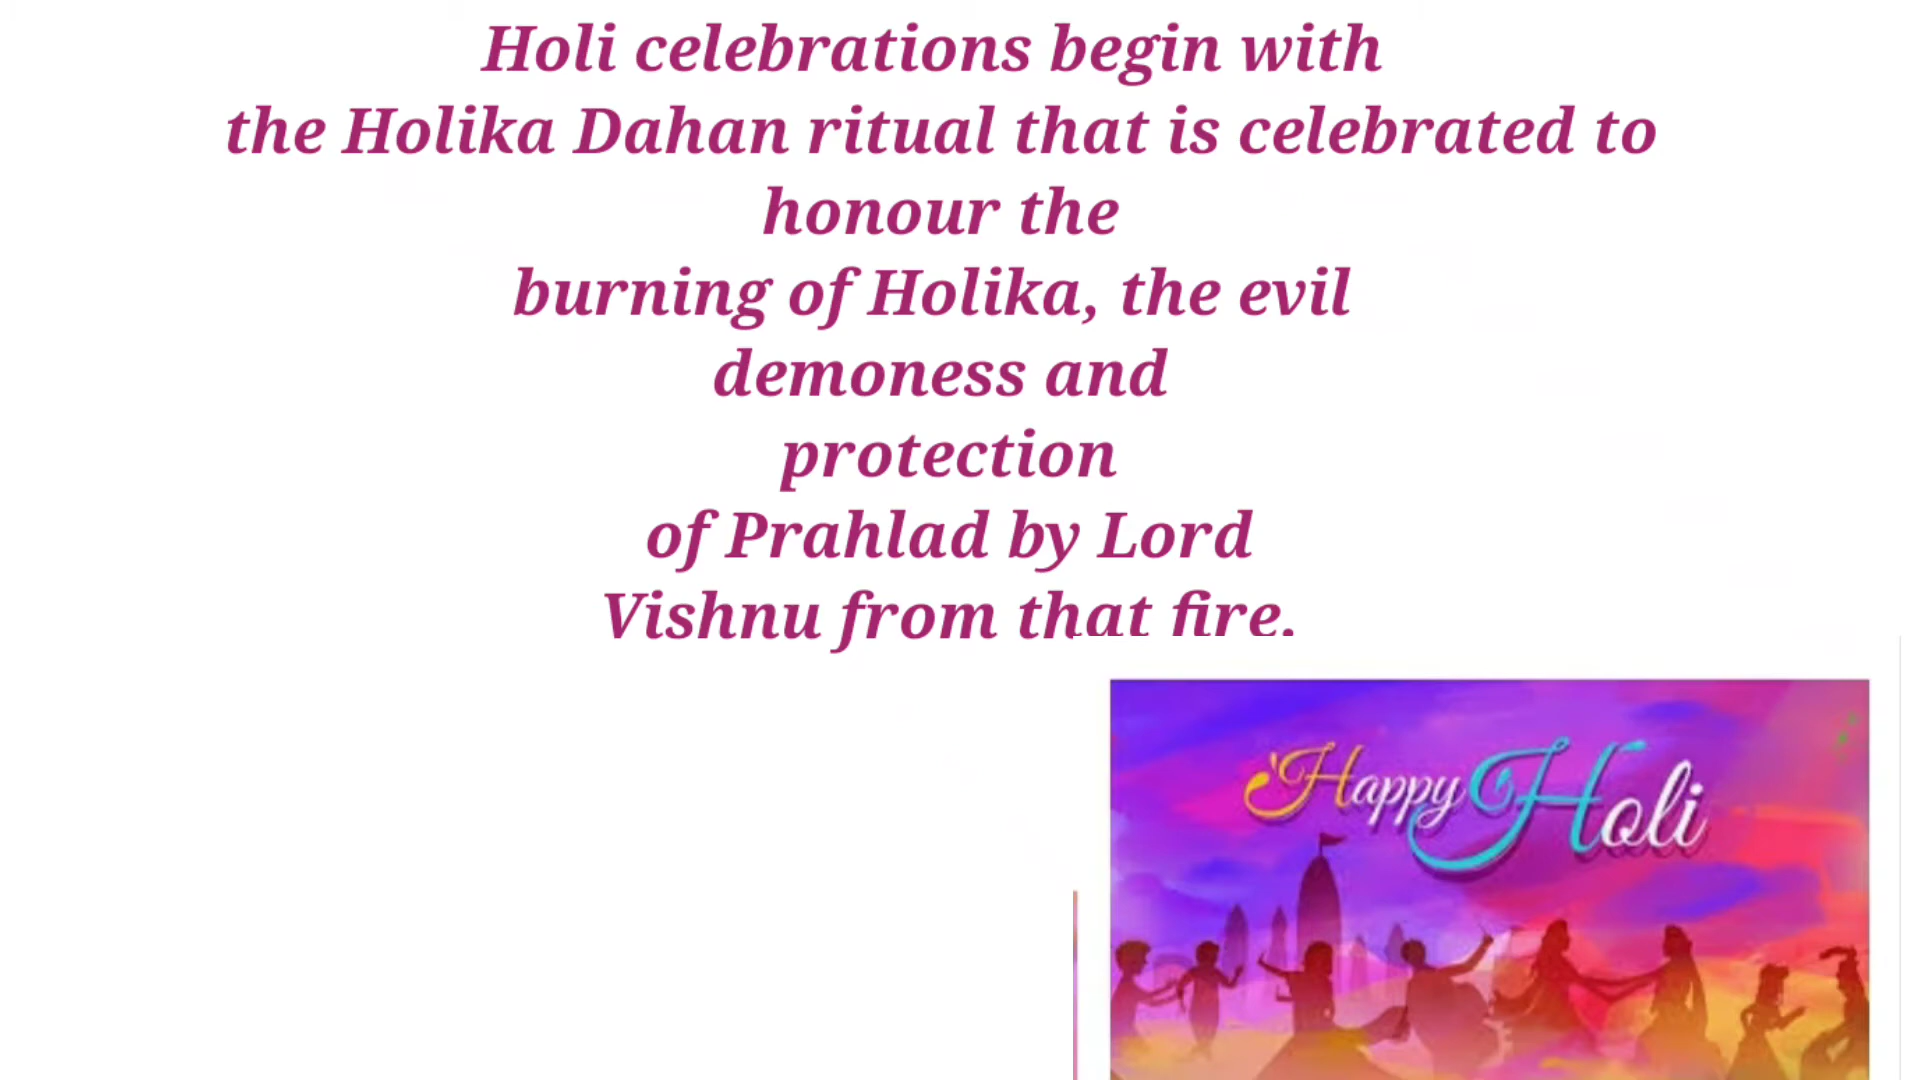 Holi celebrations begin with
the Holika Dahan ritual that is celebrated to
honour the
burning of Holika, the evil
demoness and
protection
of Prahlad by Lord
Vishnu from that fire.
Happy Holi